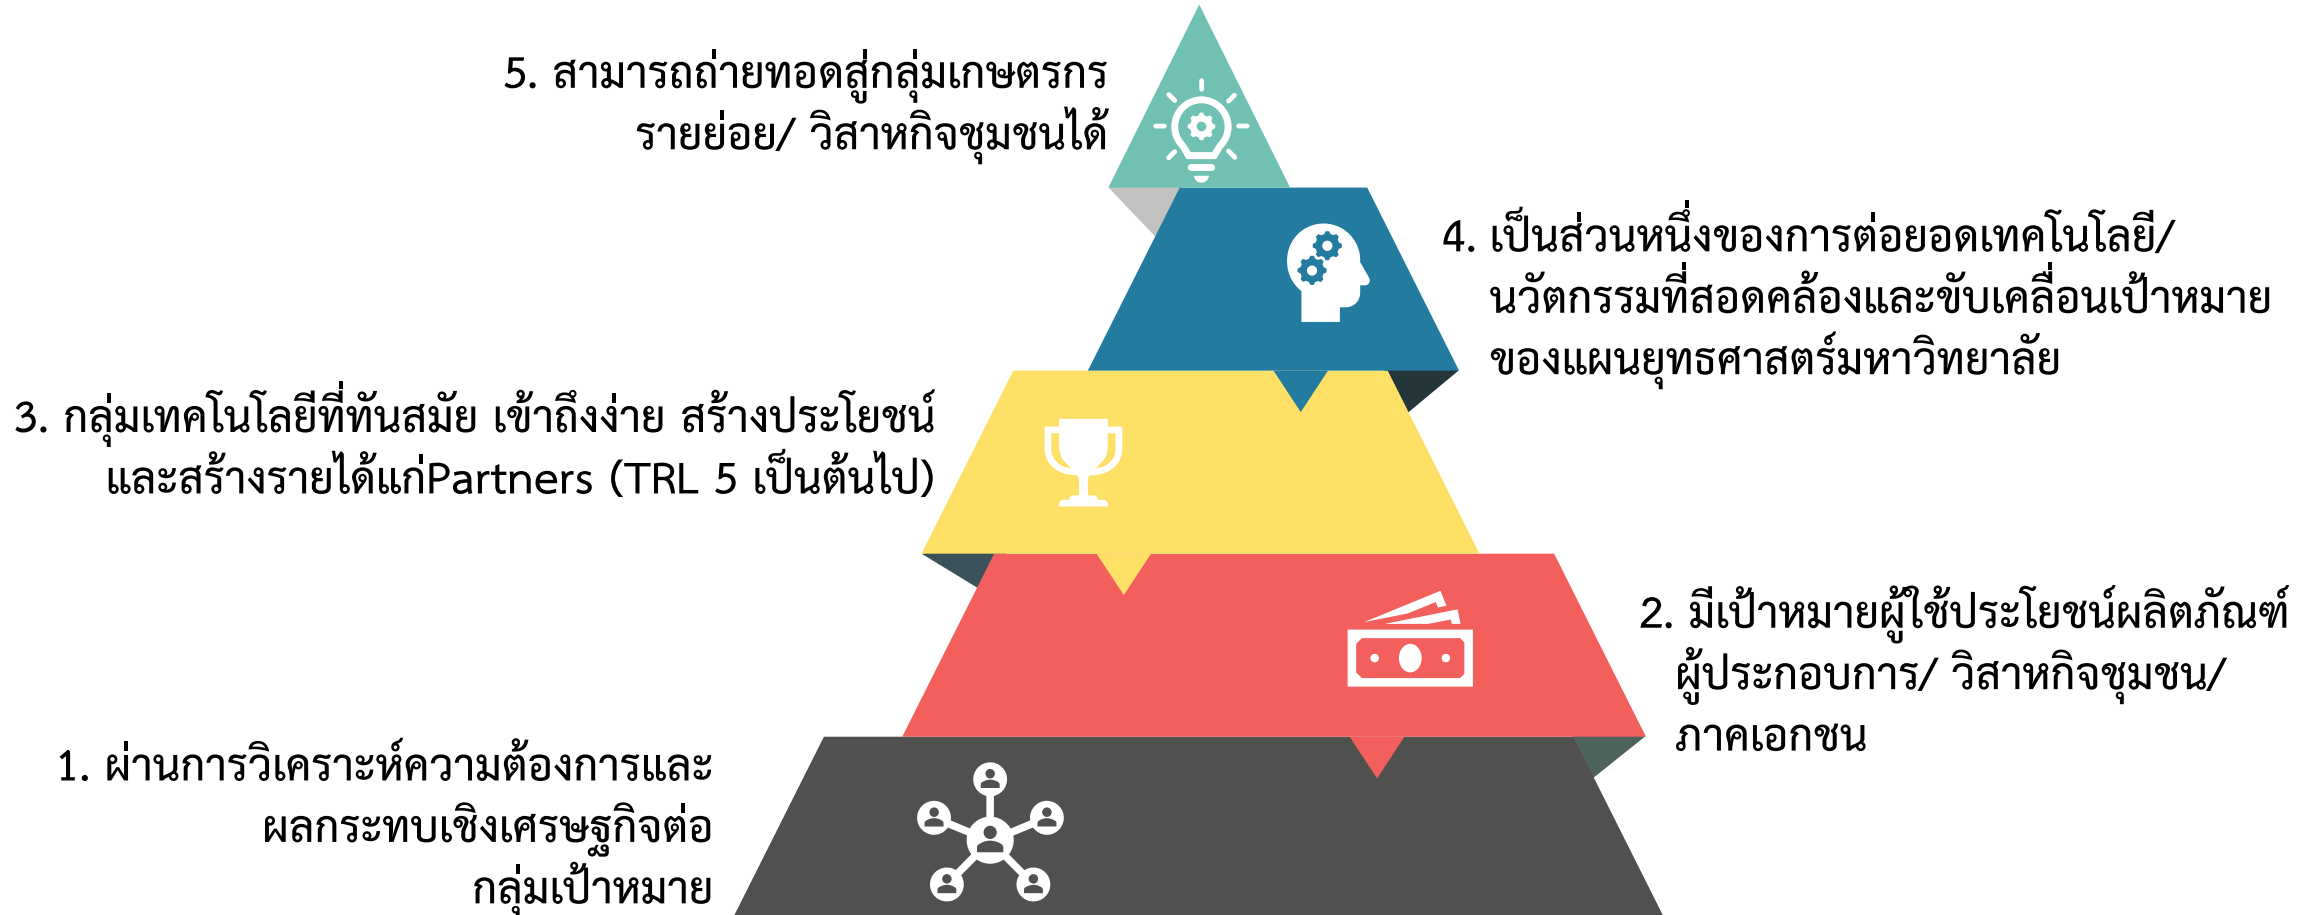 5. สามารถถ่ายทอดสู่กลุ่มเกษตรกร
รายย่อย/ วิสาหกิจชุมชนได้
4. เป็นส่วนหนึ่งของการต่อยอดเทคโนโลยี/
นวัตกรรมที่สอดคล้องและขับเคลื่อนเป้าหมาย
ของแผนยุทธศาสตร์มหาวิทยาลัย
3. กลุ่มเทคโนโลยีที่ทันสมัย เข้าถึงง่าย สร้างประโยชน์
และสร้างรายได้แก่Partners (TRL 5 เป็นต้นไป)
2. มีเป้าหมายผู้ใช้ประโยชน์ผลิตภัณฑ์
ผู้ประกอบการ/ วิสาหกิจชุมชน/
ภาคเอกชน
1. ผ่านการวิเคราะห์ความต้องการและ
ผลกระทบเชิงเศรษฐกิจต่อ
กลุ่มเป้าหมาย